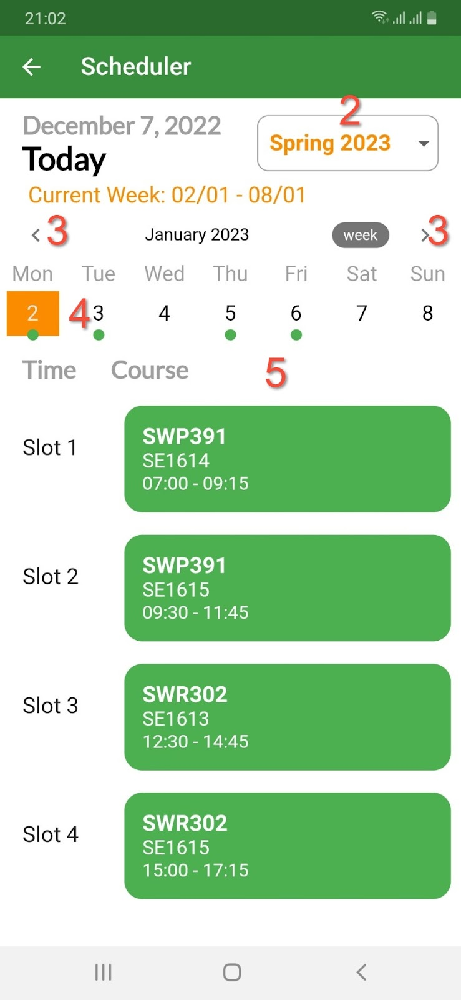 21:02
Scheduler
December 7, 2022
2
Spring 2023
Today
Current Week: 02/01 - 08/01
3 January 2023 week 3
Mon Tue Wed Thu Fri Sat Sun
2 4 3 4 5 6 7 8
Time Course 5
Slot 1
SWP391
SE1614
07:00 - 09:15
Slot 2
SWP391
SE1615
09:30 - 11:45
Slot 3
SWR302
SE1613
12:30 - 14:45
Slot 4
SWR302
SE1615
15:00 - 17:15